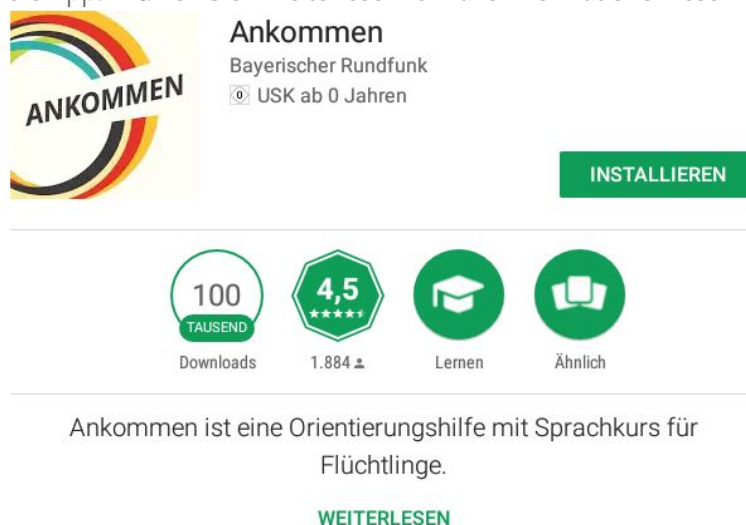 Ankommen
Bayerischer Rundfunk
0 USK ab 0 Jahren
ANKOMMEN
INSTALLIEREN
100
TAUSEND
Downloads
4,5
1.884
Lernen
Ähnlich
Ankommen ist eine Orientierungshilfe mit Sprachkurs für
Flüchtlinge.
WEITERLESEN